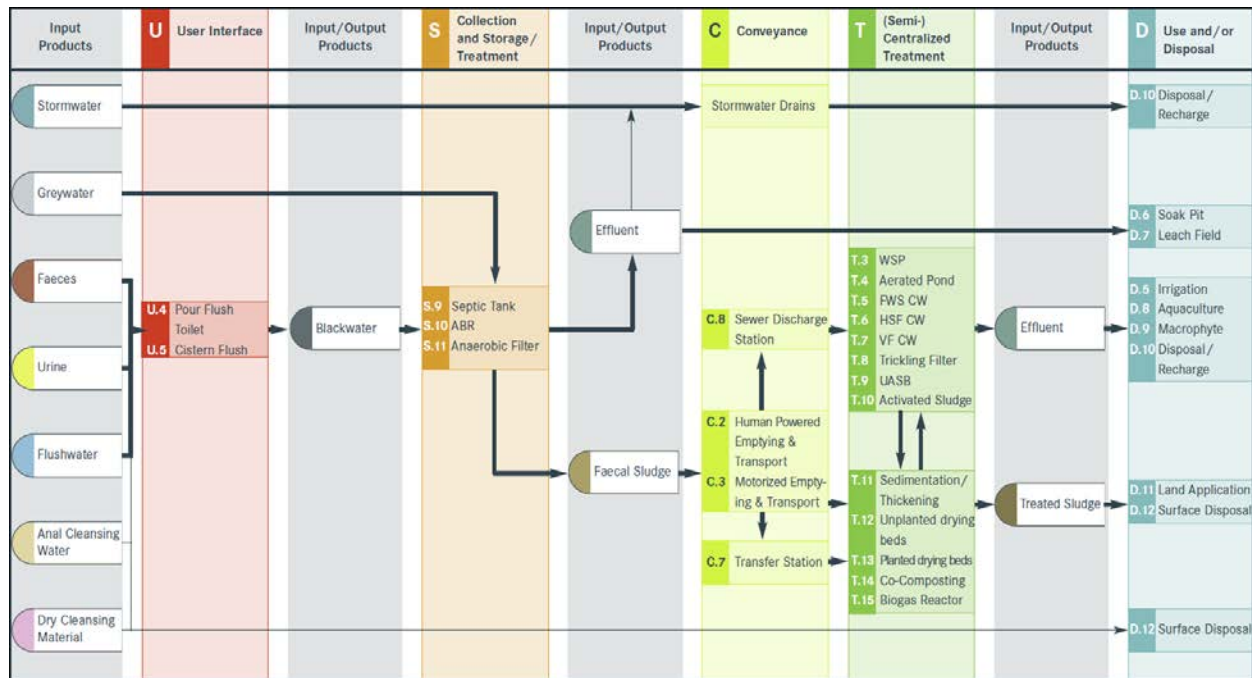 Input
Products
U User Interface
Input/Output
Products
S Collection
and Storage/
Treatment
Input/Output
Products
C Conveyance
T (Semi-)
Centralized
Treatment
Input/Output
Products
D Use and/or
Disposal
Stormwater
Greywater
Faeces
Urine
Flushwater
Anal Cleansing
Water
Dry Cleansing
Material
U.4 Pour Flush
Toilet
U.5 Cistern Flush
Blackwater
S.9 Septic Tank
S.10 ABR
S.11 Anaerobic Filter
Effluent
Faecal Sludge
Stormwater Drains
C.8 Sewer Discharge
Station
C.2 Human Powered
Emptying &
Transport
C.3 Motorized Empty-
ing & Transport
C.7 Transfer Station
T.3 WSP
T.4 Aerated Pond
T.5 FWS CW
T.6 HSF CW
T.7 VF CW
T.8 Trickling Filter
T.9 UASB
T.10 Activated Sludge
T.11 Sedimentation/
Thickening
T.12 Unplanted drying
beds
T.13 Planted drying beds
T.14 Co-Composting
T.15 Biogas Reactor
Effluent
Treated Sludge
D.10 Disposal/
Recharge
D.6 Soak Pit
D.7 Leach Field
D.5 Irrigation
D.8 Aquaculture
D.9 Macrophyte
D.10 Disposal/
Recharge
D.11 Land Application
D.12 Surface Disposal
D.12 Surface Disposal